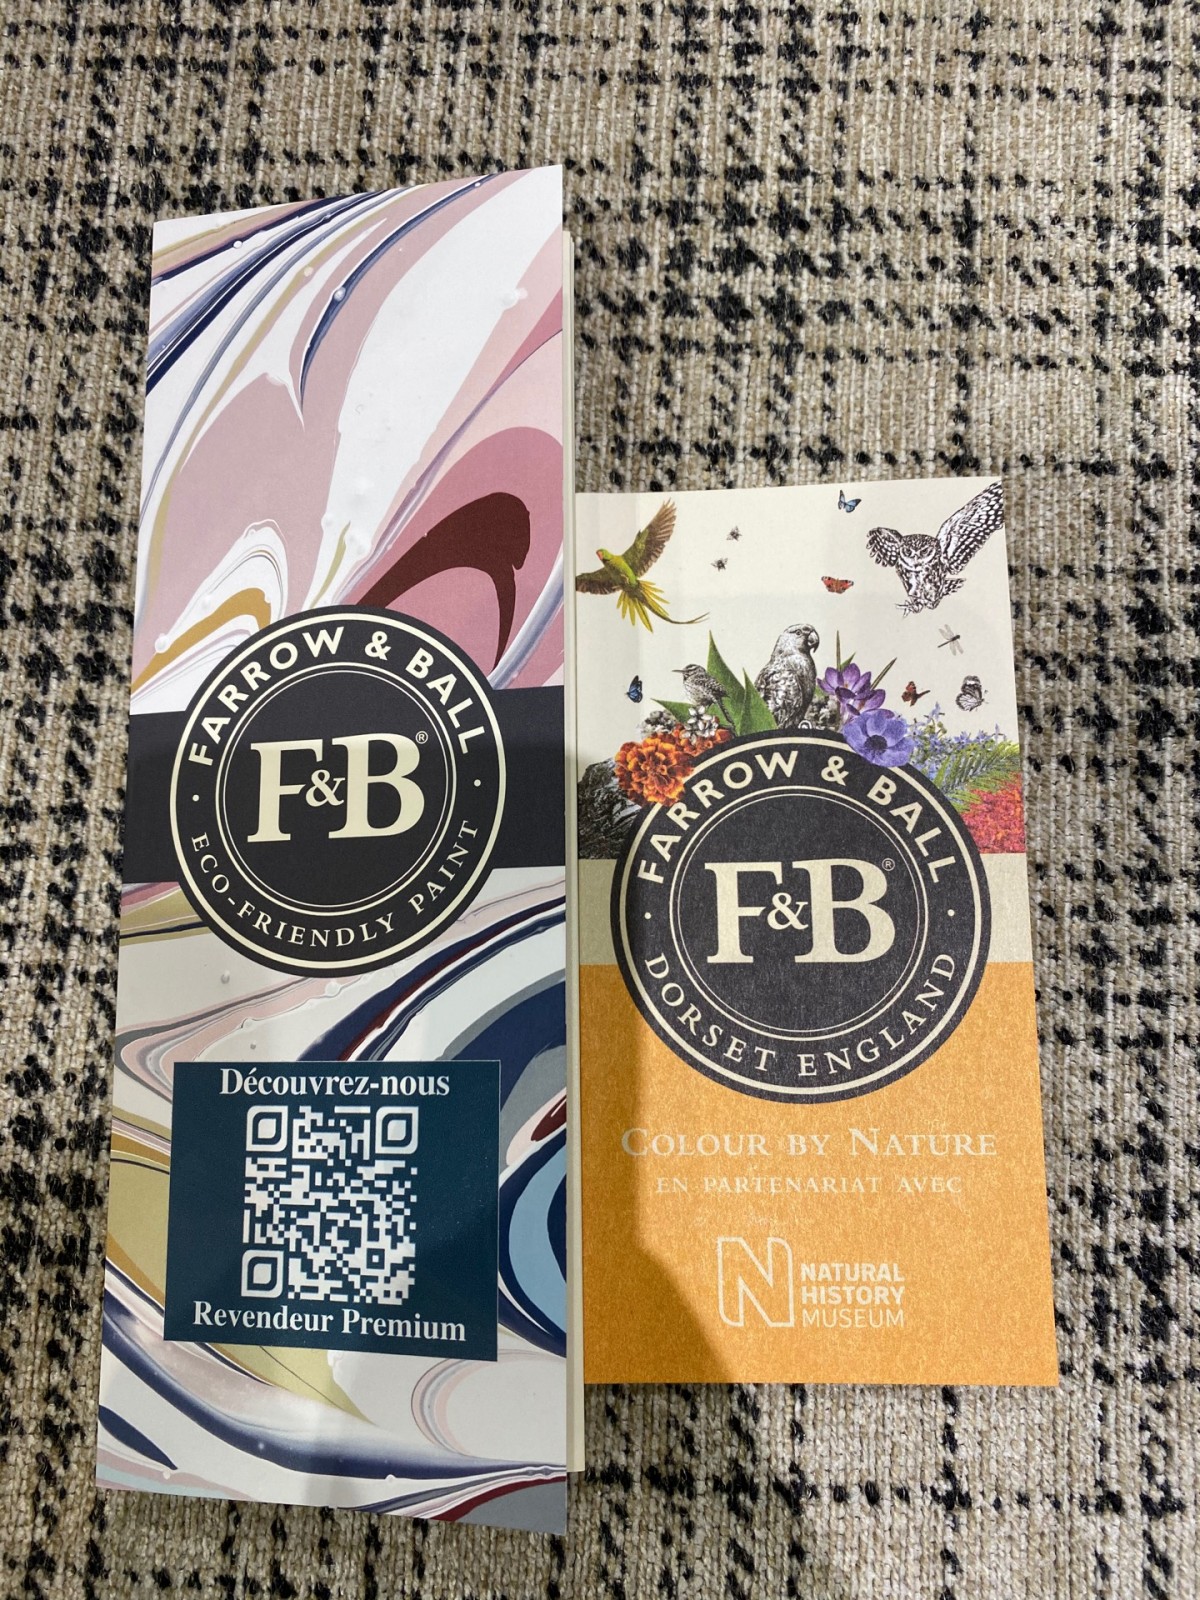 FARROW & BALL
F&B®
ECO-FRIENDLY PAINT
Découvrez-nous
Revendeur Premium
FARROW & BALL
F&B®
DORSET ENGLAND
COLOUR BY NATURE
EN PARTENARIAT AVEC
N
NATURAL
HISTORY
MUSEUM